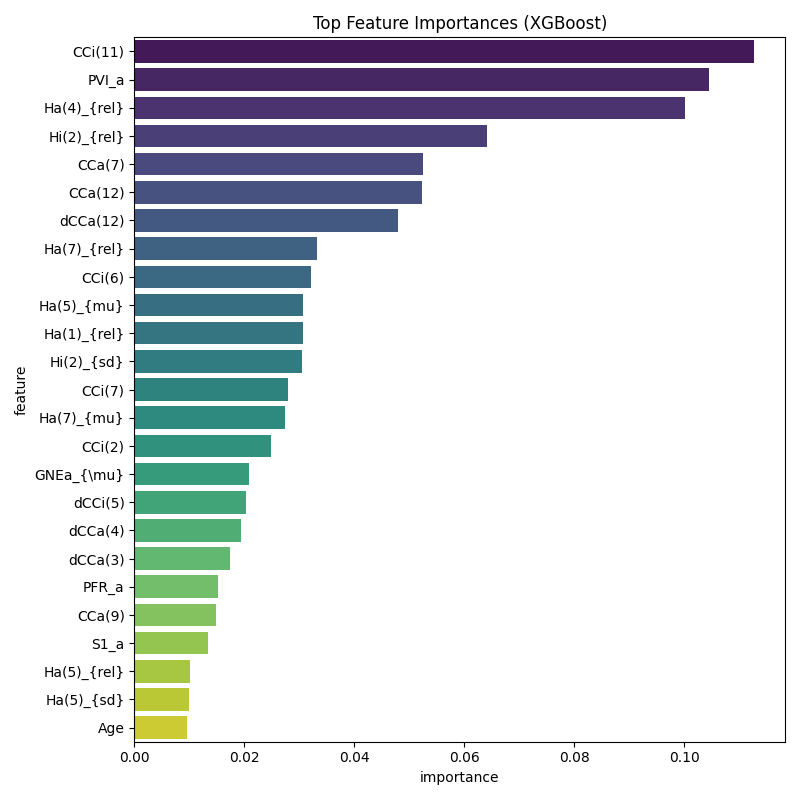 Top Feature Importances (XGBoost)
CCi(11)
PVI_a
Ha(4)_{rel}
Hi(2)_{rel}
CCa(7)
CCa(12)
dCCa(12)
Ha(7)_{rel}
CCi(6)
Ha(5)_{mu}
Ha(1)_{rel}
Hi(2)_{sd}
CCi(7)
Ha(7)_{mu}
CCi(2)
GNEa_{\mu}
dCCi(5)
dCCa(4)
dCCa(3)
PFR_a
CCa(9)
S1_a
Ha(5)_{rel}
Ha(5)_{sd}
Age
feature
0.00 0.02 0.04 0.06 0.08 0.10
importance